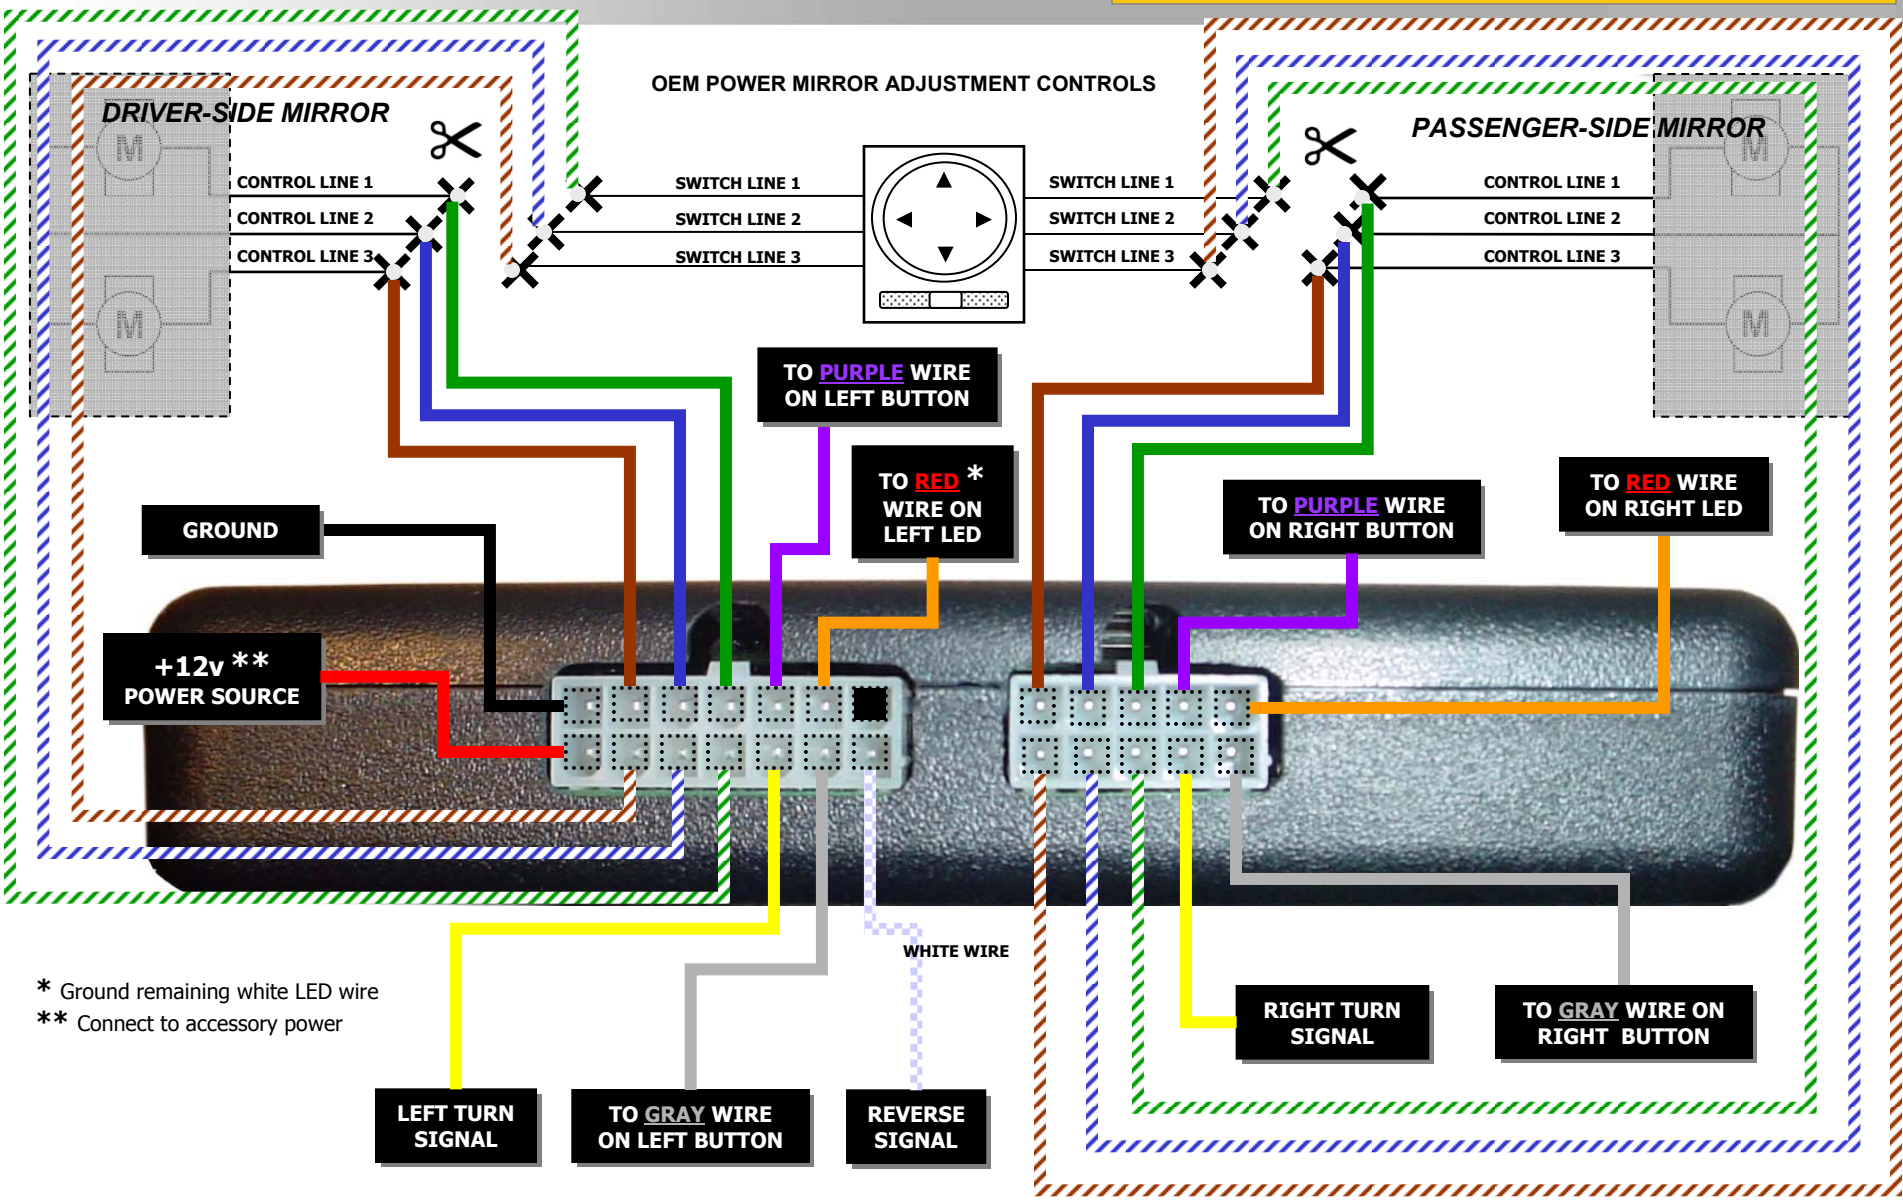 OEM POWER MIRROR ADJUSTMENT CONTROLS
DRIVER-SIDE MIRROR
PASSENGER-SIDE MIRROR
M
M
CONTROL LINE 1
CONTROL LINE 2
CONTROL LINE 3
SWITCH LINE 1
SWITCH LINE 2
SWITCH LINE 3
SWITCH LINE 1
SWITCH LINE 2
SWITCH LINE 3
CONTROL LINE 1
CONTROL LINE 2
CONTROL LINE 3
M
M
TO PURPLE WIRE
ON LEFT BUTTON
TO RED *
WIRE ON
LEFT LED
TO PURPLE WIRE
ON RIGHT BUTTON
TO RED WIRE
ON RIGHT LED
GROUND
+12v **
POWER SOURCE
WHITE WIRE
* Ground remaining white LED wire
** Connect to accessory power
RIGHT TURN
SIGNAL
TO GRAY WIRE ON
RIGHT BUTTON
LEFT TURN
SIGNAL
TO GRAY WIRE
ON LEFT BUTTON
REVERSE
SIGNAL